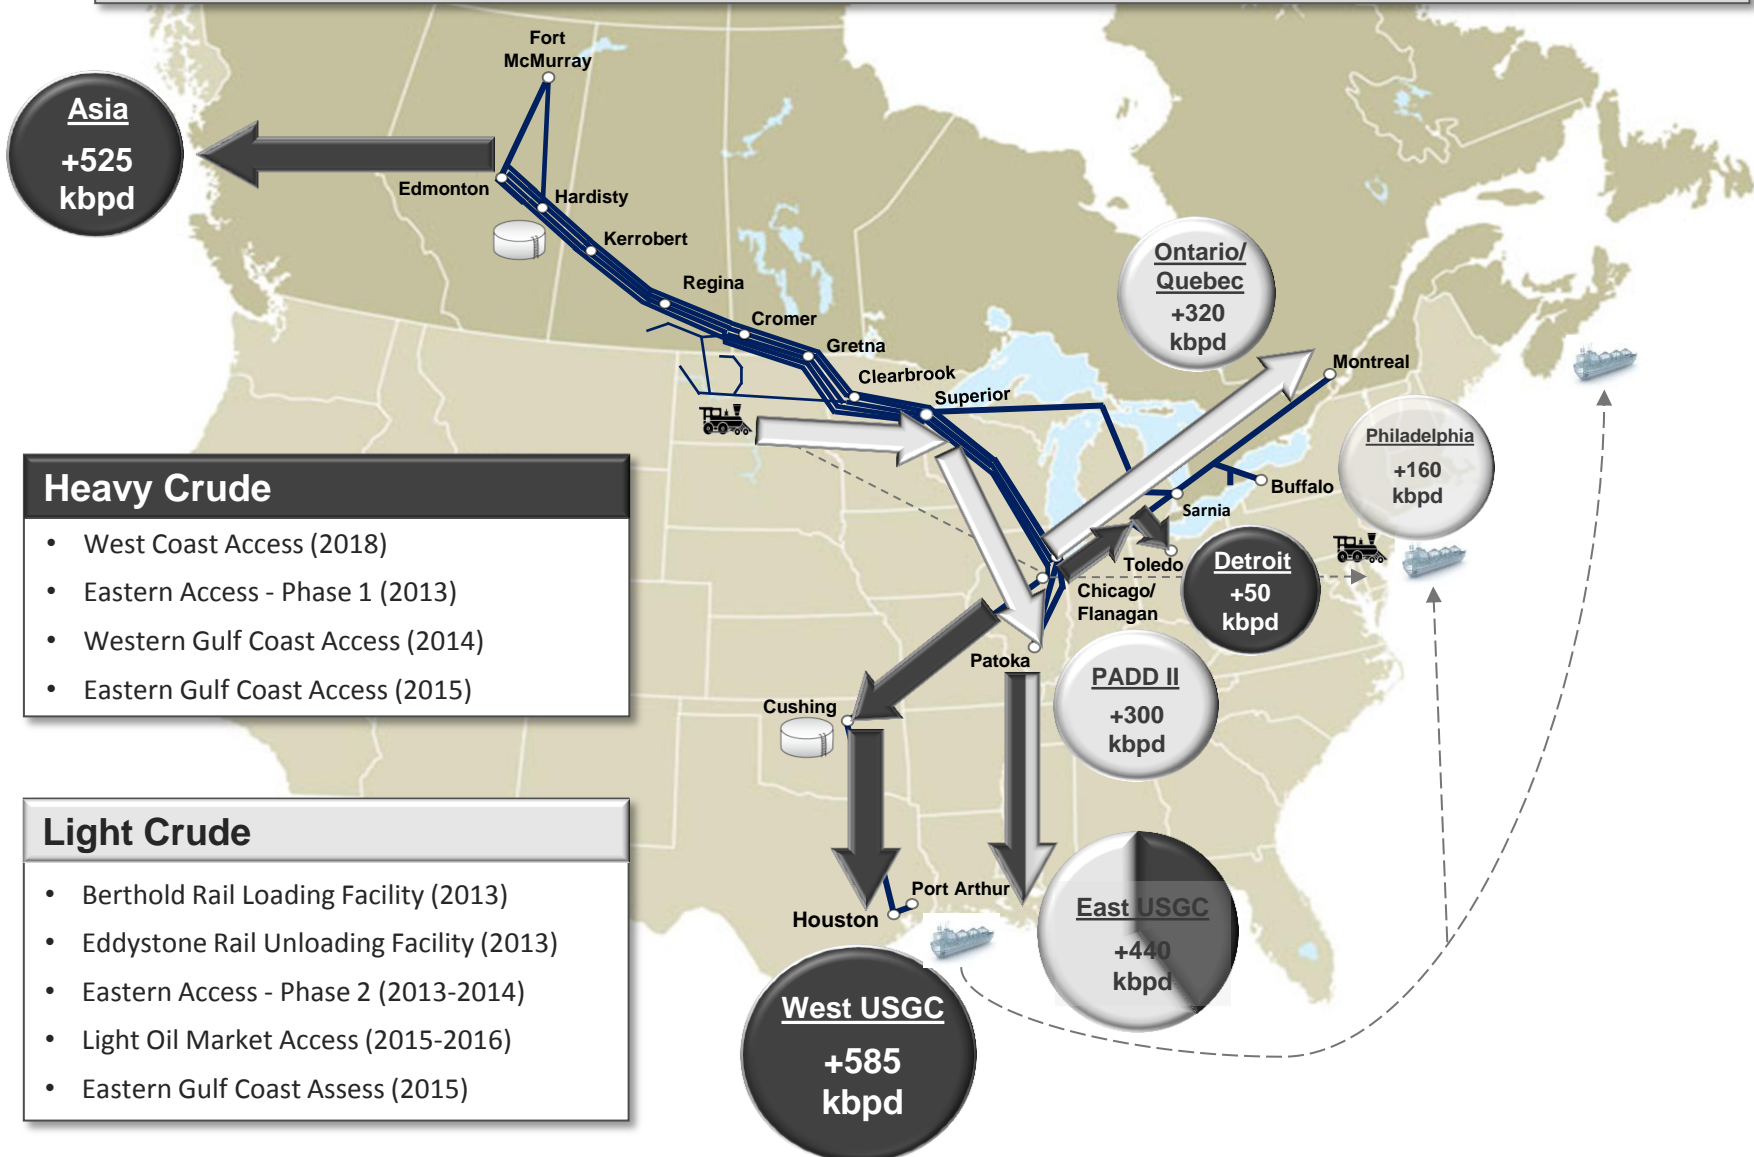 Fort
McMurray
Asia
+525
kbpd
Edmonton
Hardisty
Kerrobert
Regina
Cromer
Gretna
Clearbrook
Superior
Ontario/
Quebec
+320
kbpd
Montreal
Philadelphia
+160
kbpd
Buffalo
Sarnia
Toledo
Detroit
+50
kbpd
Chicago/
Flanagan
Patoka
PADD II
+300
kbpd
Cushing
Heavy Crude
• West Coast Access (2018)
• Eastern Access - Phase 1 (2013)
• Western Gulf Coast Access (2014)
• Eastern Gulf Coast Access (2015)
Light Crude
• Berthold Rail Loading Facility (2013)
• Eddystone Rail Unloading Facility (2013)
• Eastern Access - Phase 2 (2013-2014)
• Light Oil Market Access (2015-2016)
• Eastern Gulf Coast Assess (2015)
Port Arthur
Houston
East USGC
+440
kbpd
West USGC
+585
kbpd